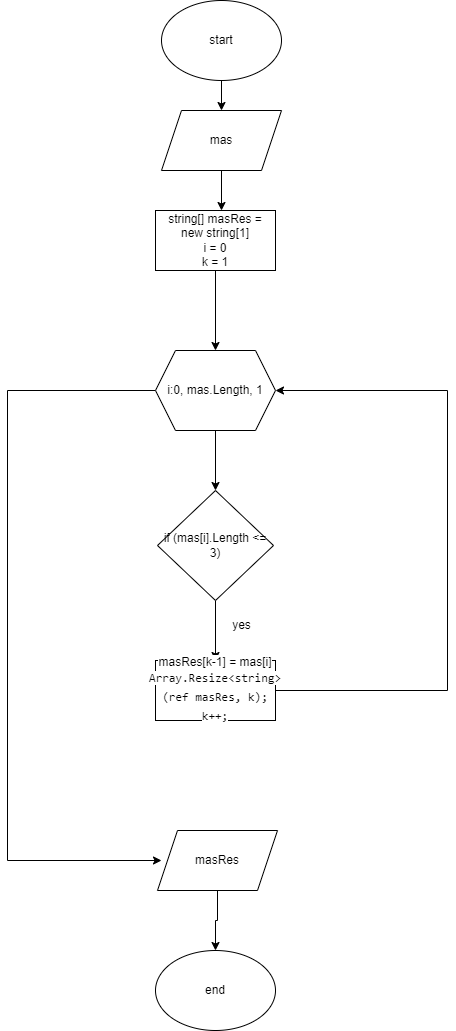 start
mas
string[] masRes =
new string[1]
i = 0
k = 1
i:0, mas.Length, 1
if (mas[i].Length <=
3)
yes
masRes[k-1] = mas[i]
Array.Resize<string>
(ref masRes, k);
k++;
masRes
end